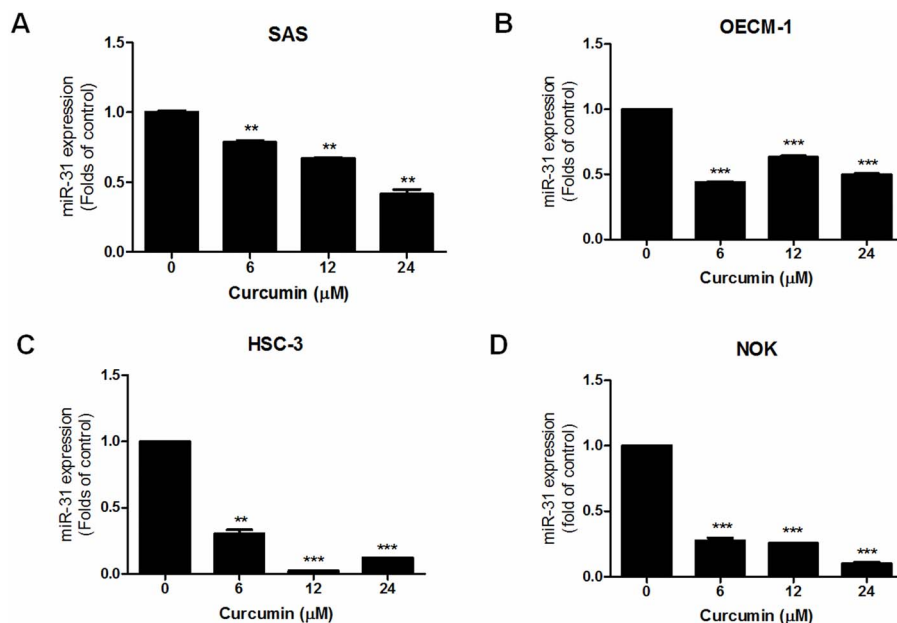 A
SAS
miR-31 expression
(Folds of control)
1.5
1.0
0.5
0.0
**
**
**
0 6 12 24
Curcumin (μM)
B
OECM-1
miR-31 expression
(Folds of control)
1.5
1.0
0.5
0.0
***
***
***
0 6 12 24
Curcumin (μM)
C
HSC-3
miR-31 expression
(Folds of control)
1.5
1.0
0.5
0.0
**
***
***
0 6 12 24
Curcumin (μM)
D
NOK
miR-31 expression
(fold of control)
1.5
1.0
0.5
0.0
***
***
***
0 6 12 24
Curcumin (μM)